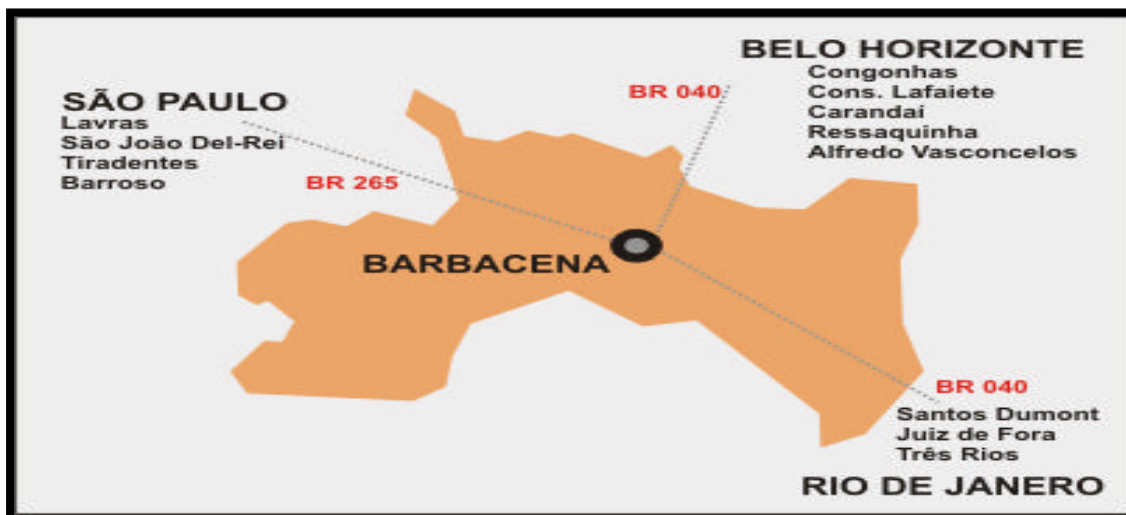 SÃO PAULO
Lavras
São João Del-Rei
Tiradentes
Barroso
BR 265
BR 040
BELO HORIZONTE
Congonhas
Cons. Lafaiete
Carandaí
Ressaquinha
Alfredo Vasconcelos
BARBACENA
BR 040
Santos Dumont
Juiz de Fora
Três Rios
RIO DE JANERO